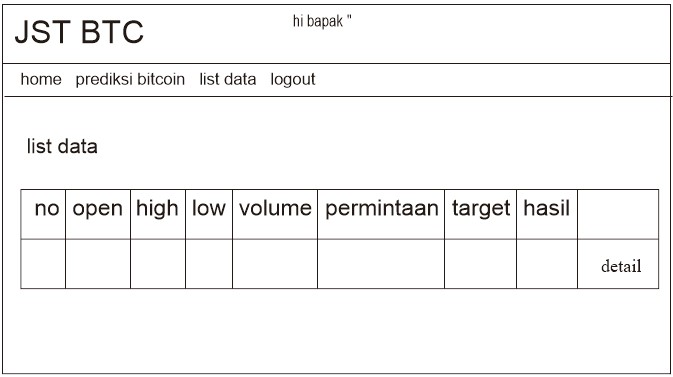 JST BTC
hi bapak "
home prediksi bitcoin list data logout
list data
no open high low volume permintaan target hasil
detail